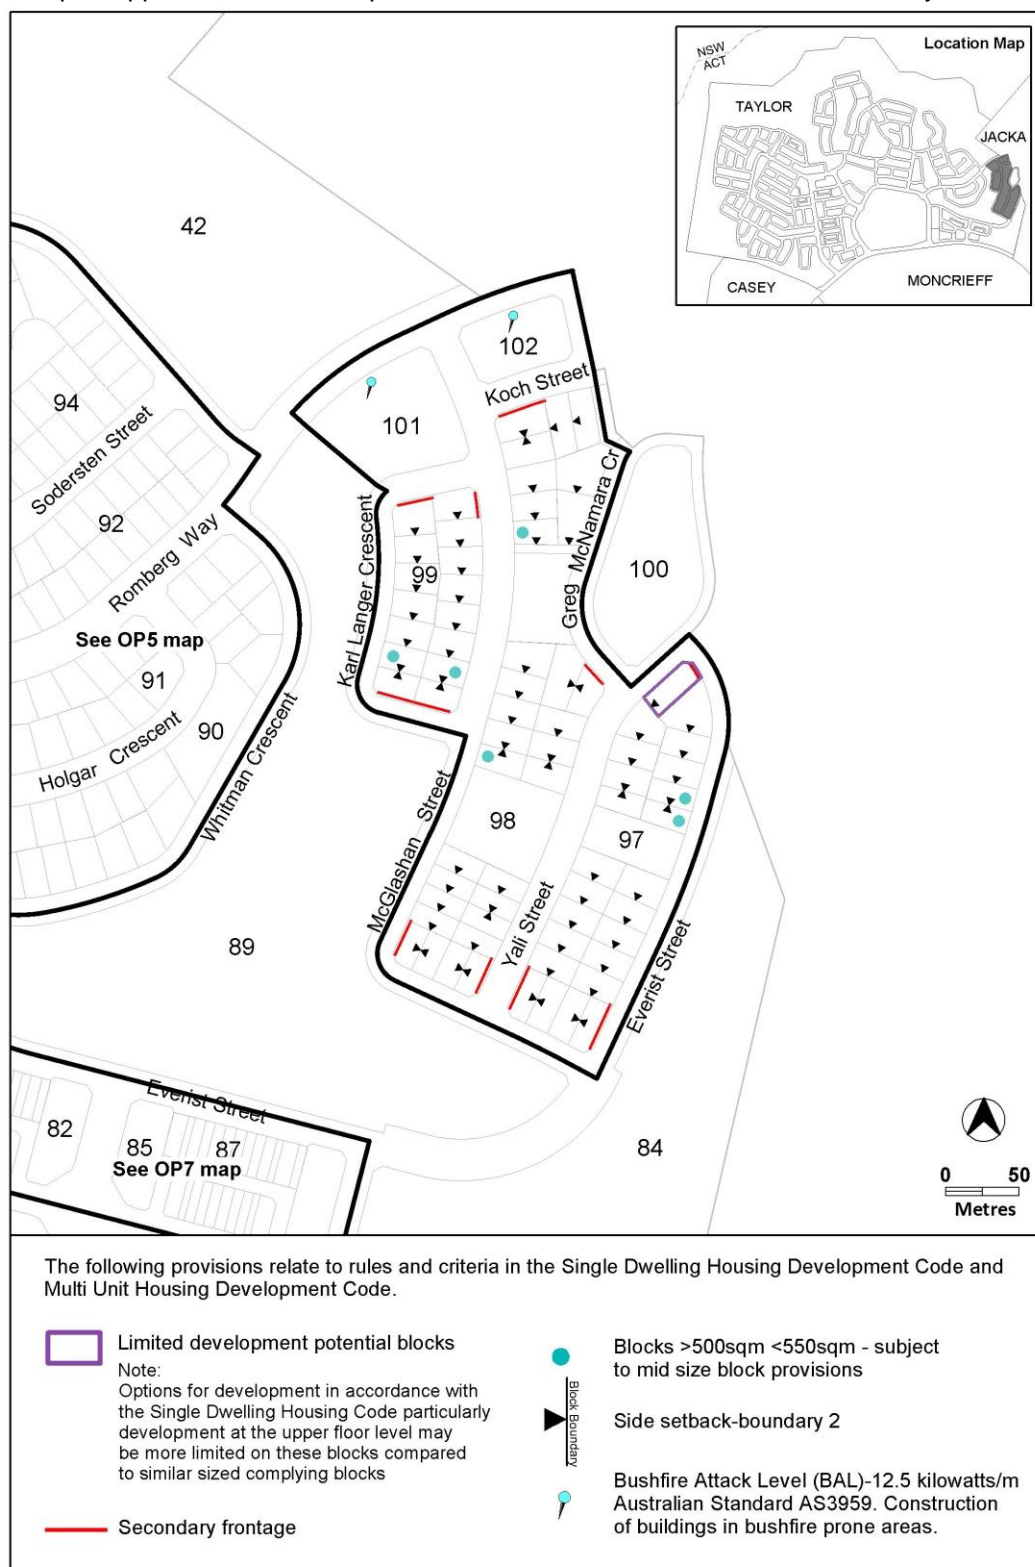 Location Map
NSW
ACT
TAYLOR
JACKA
CASEY
MONCRIEFF
42
102
Koch Street
101
94
Sodersten Street
92
Romberg Way
Karl Langer Crescent
99
Greg McNamara Cr
100
See OP5 map
91
90
Holgar Crescent
Whitman Crescent
McGlashan Street
98
97
Yali Street
Everist Street
89
Everist Street
82
85
87
See OP7 map
84
0 50
Metres
The following provisions relate to rules and criteria in the Single Dwelling Housing Development Code and
Multi Unit Housing Development Code.
Limited development potential blocks
Note:
Options for development in accordance with
the Single Dwelling Housing Code particularly
development at the upper floor level may
be more limited on these blocks compared
to similar sized complying blocks
Secondary frontage
Blocks >500sqm <550sqm - subject
to mid size block provisions
Block Boundary
Side setback-boundary 2
Bushfire Attack Level (BAL)-12.5 kilowatts/m
Australian Standard AS3959. Construction
of buildings in bushfire prone areas.